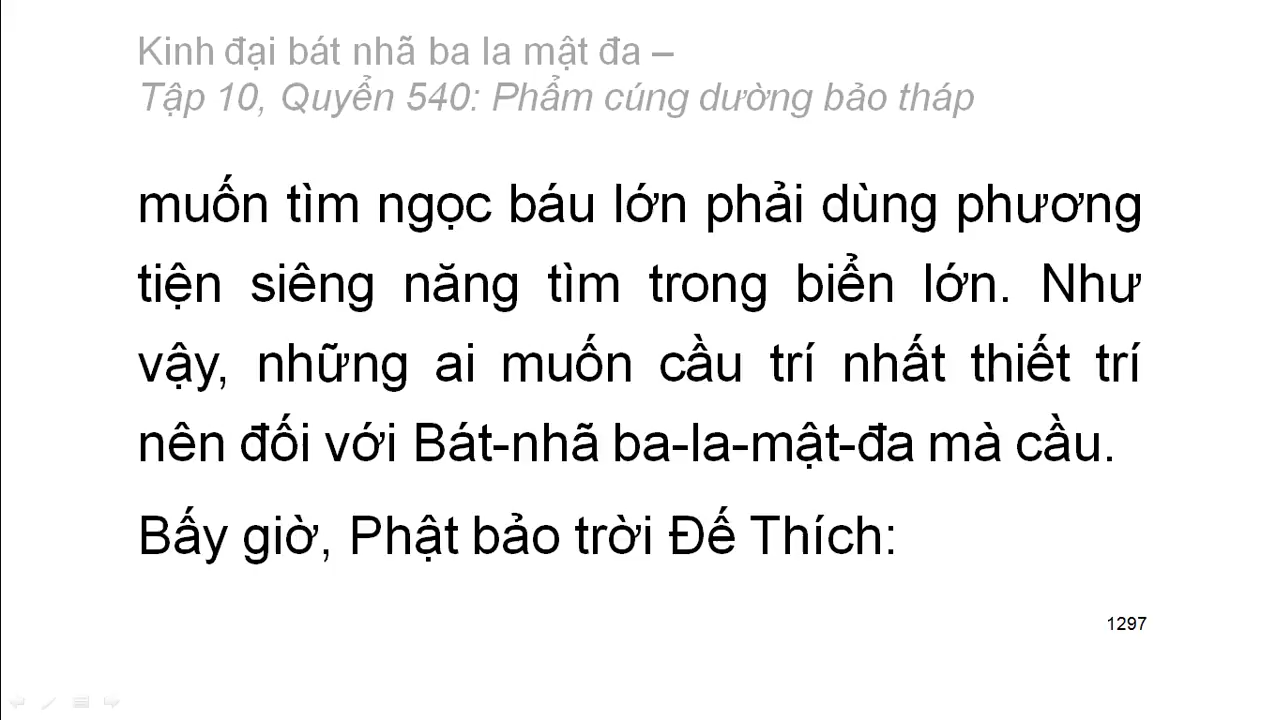 Kinh đại bát nhã ba la mật đa –
Tập 10, Quyển 540: Phẩm cúng dường bảo tháp
muốn tìm ngọc báu lớn phải dùng phương
tiện siêng năng tìm trong biển lớn. Như
vậy, những ai muốn cầu trí nhất thiết trí
nên đối với Bát-nhã ba-la-mật-đa mà cầu.
Bấy giờ, Phật bảo trời Đế Thích:
1297